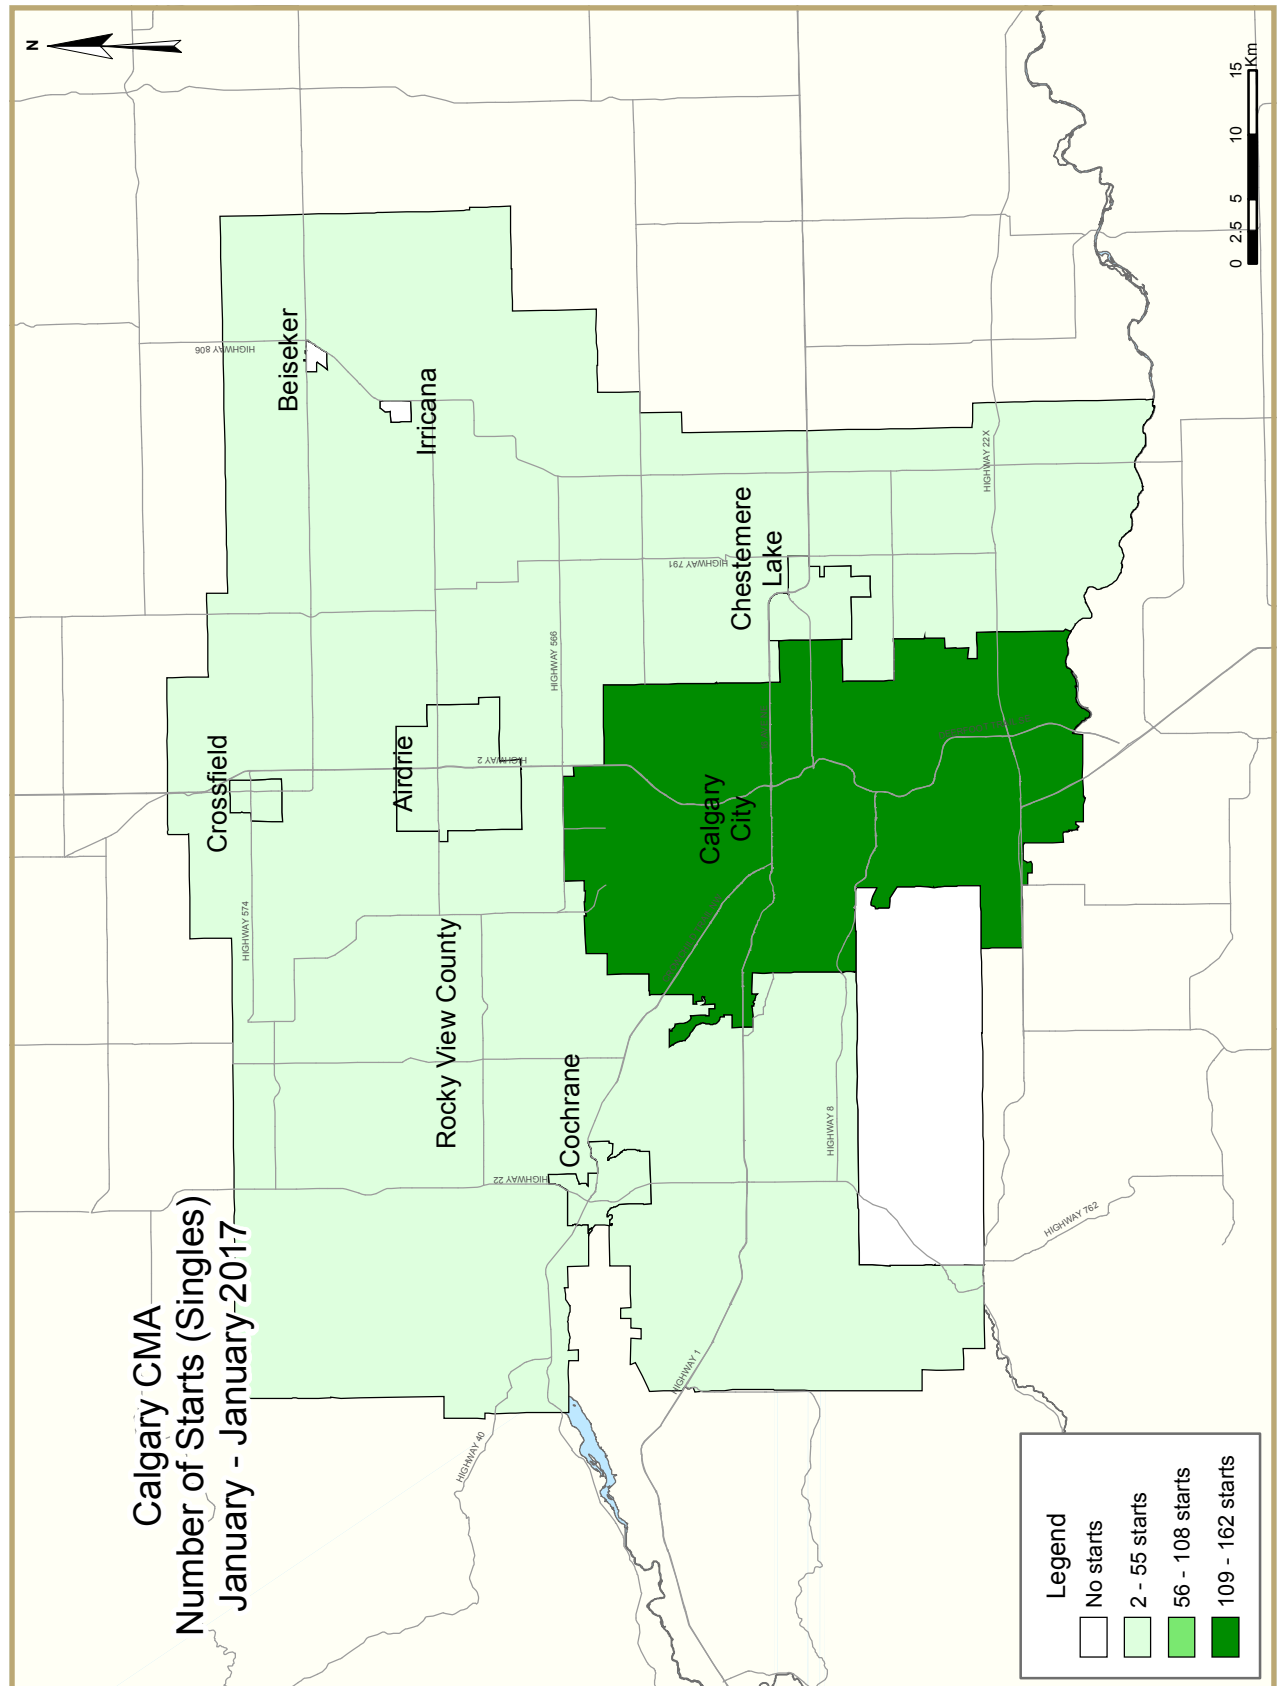 Calgary CMA
Number of Starts (Singles)
January - January 2017
N
Crossfield
Beiseker
Irricana
Airdrie
Rocky View County
Cochrane
Calgary
City
Chestemere
Lake
HIGHWAY 574
HIGHWAY 806
HIGHWAY 2
HIGHWAY 566
HIGHWAY 22
HIGHWAY 791
HIGHWAY 40
HIGHWAY 1
HIGHWAY 8
HIGHWAY 22X
HIGHWAY 762
Legend
No starts
2 - 55 starts
56 - 108 starts
109 - 162 starts
0 2.5 5 10 15
Km